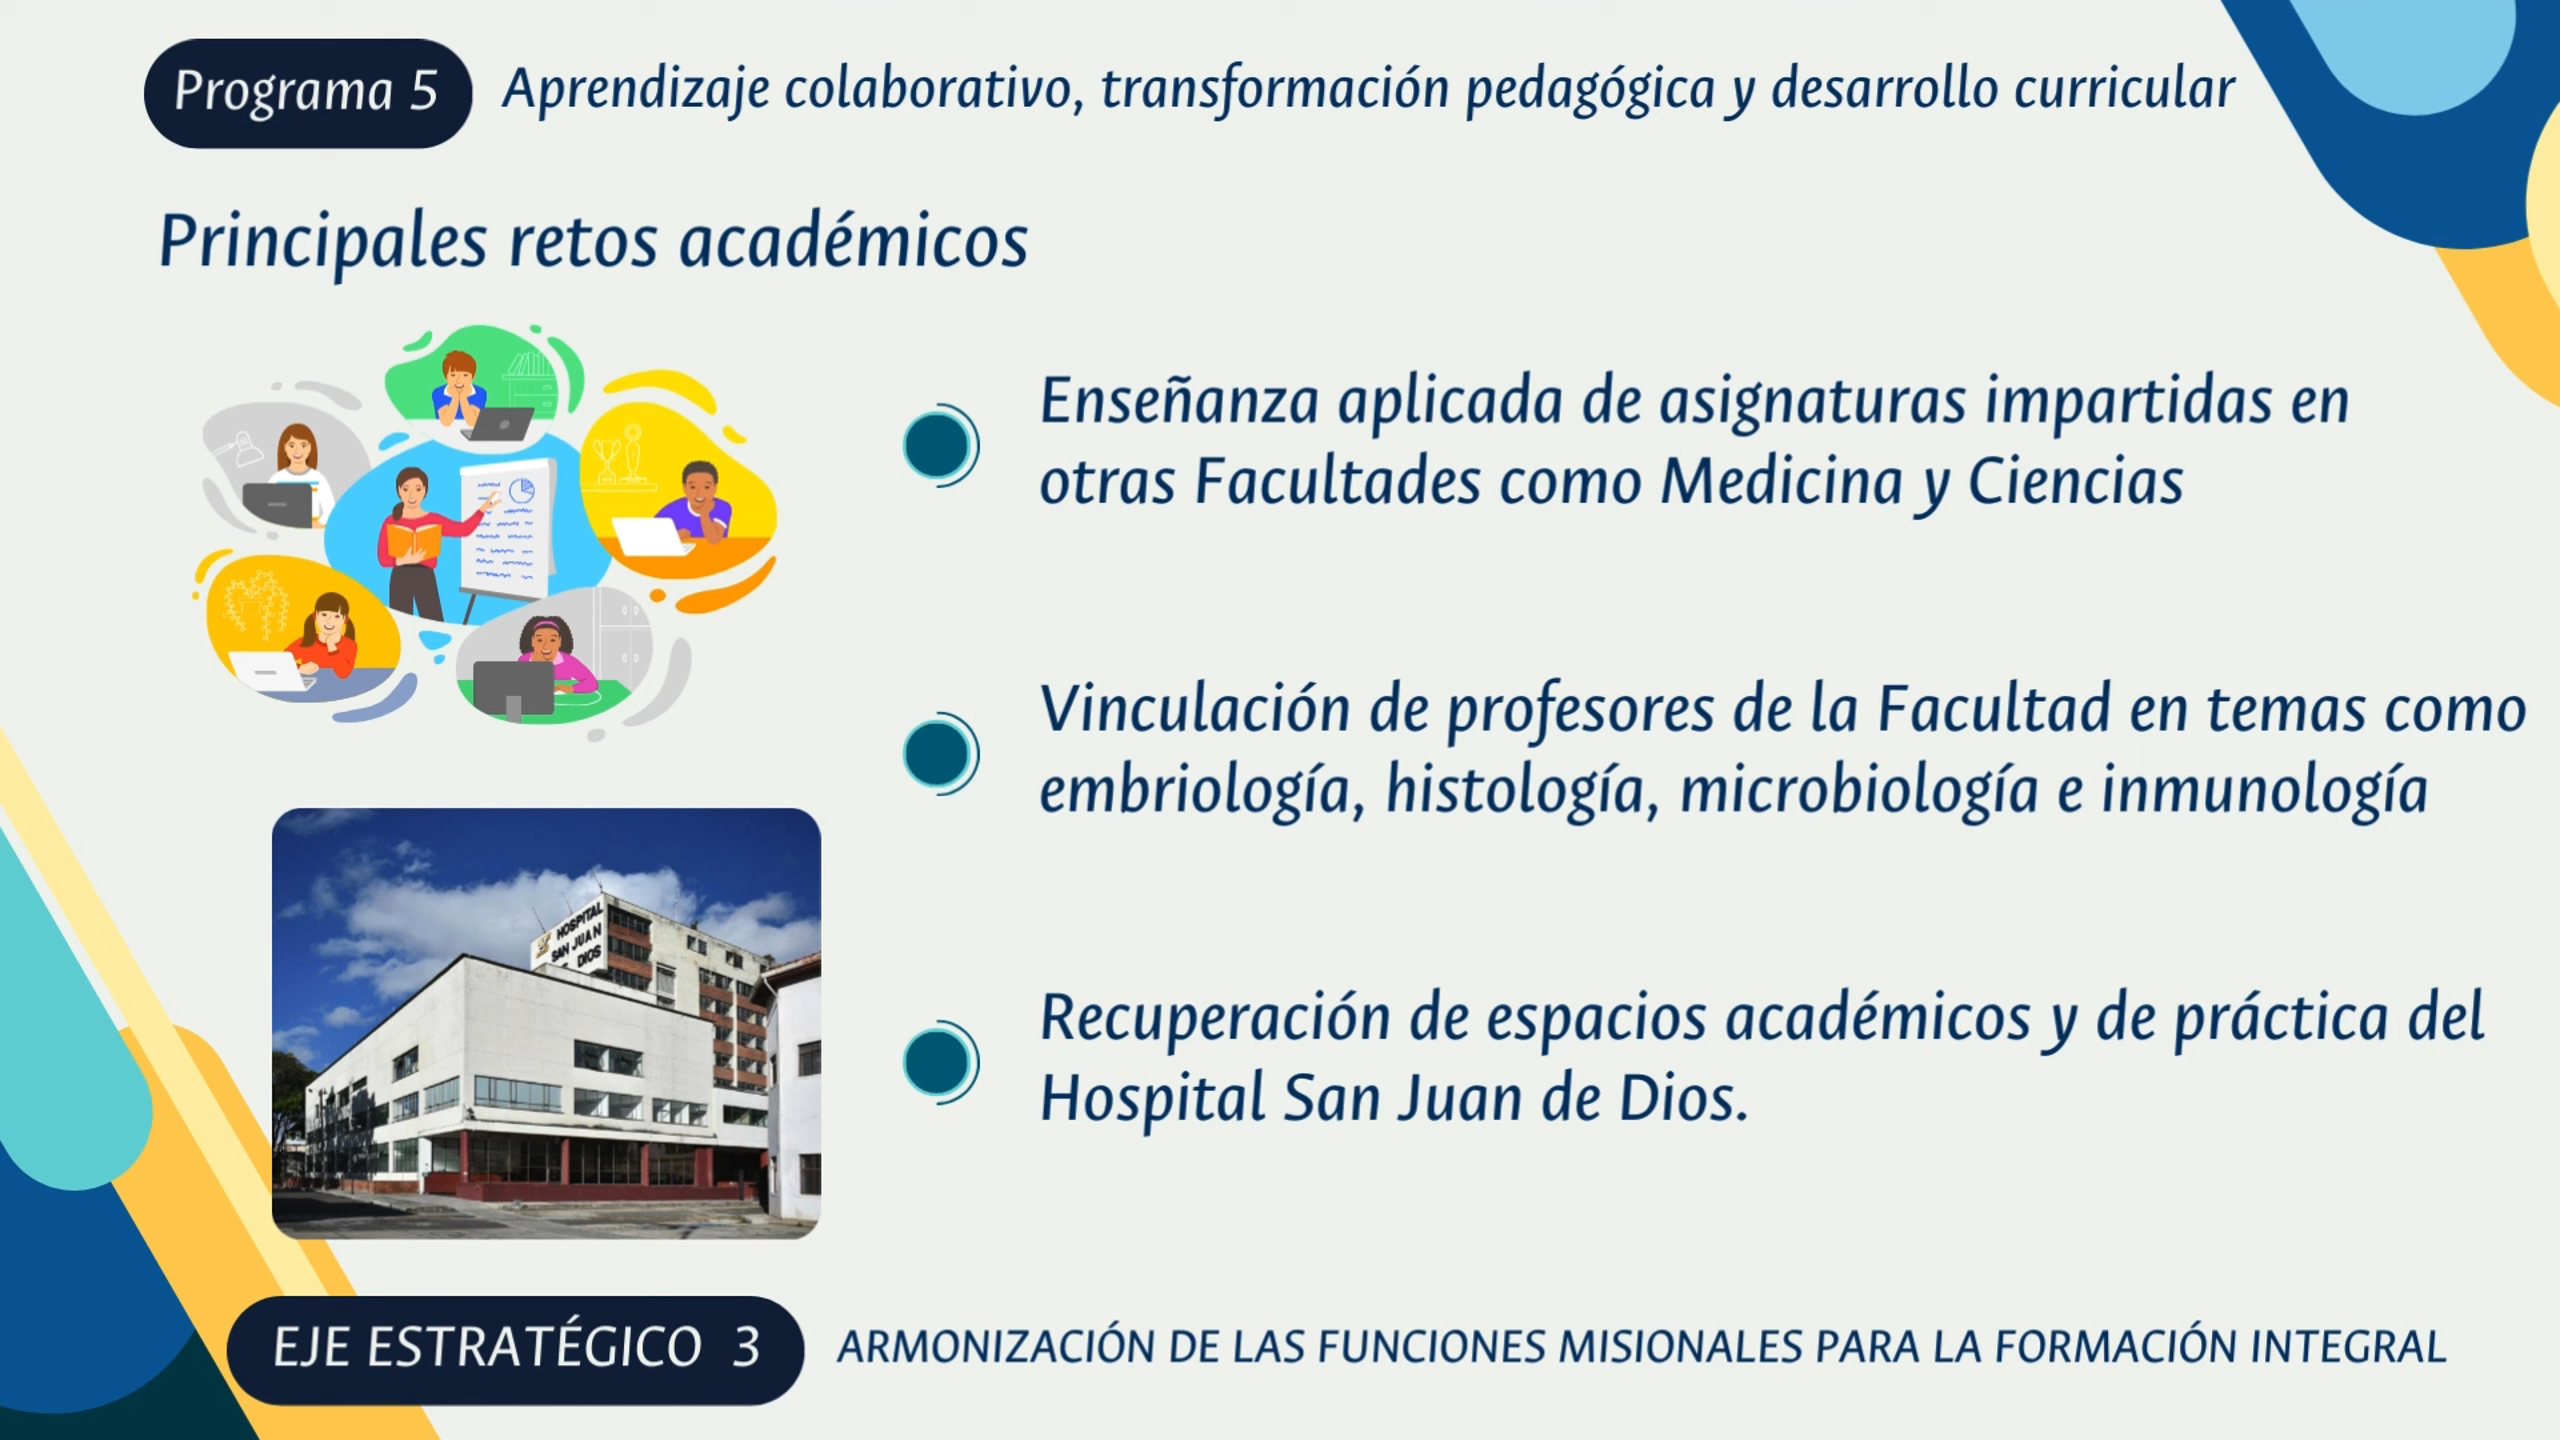 Programa 5
Aprendizaje colaborativo, transformación pedagógica y desarrollo curricular
Principales retos académicos
Enseñanza aplicada de asignaturas impartidas en
otras Facultades como Medicina y Ciencias
Vinculación de profesores de la Facultad en temas como
embriología, histología, microbiología e inmunología
HOSPITAL
SAN JUAN
DIOS
Recuperación de espacios académicos y de práctica del
Hospital San Juan de Dios.
EJE ESTRATÉGICO 3
ARMONIZACIÓN DE LAS FUNCIONES MISIONALES PARA LA FORMACIÓN INTEGRAL